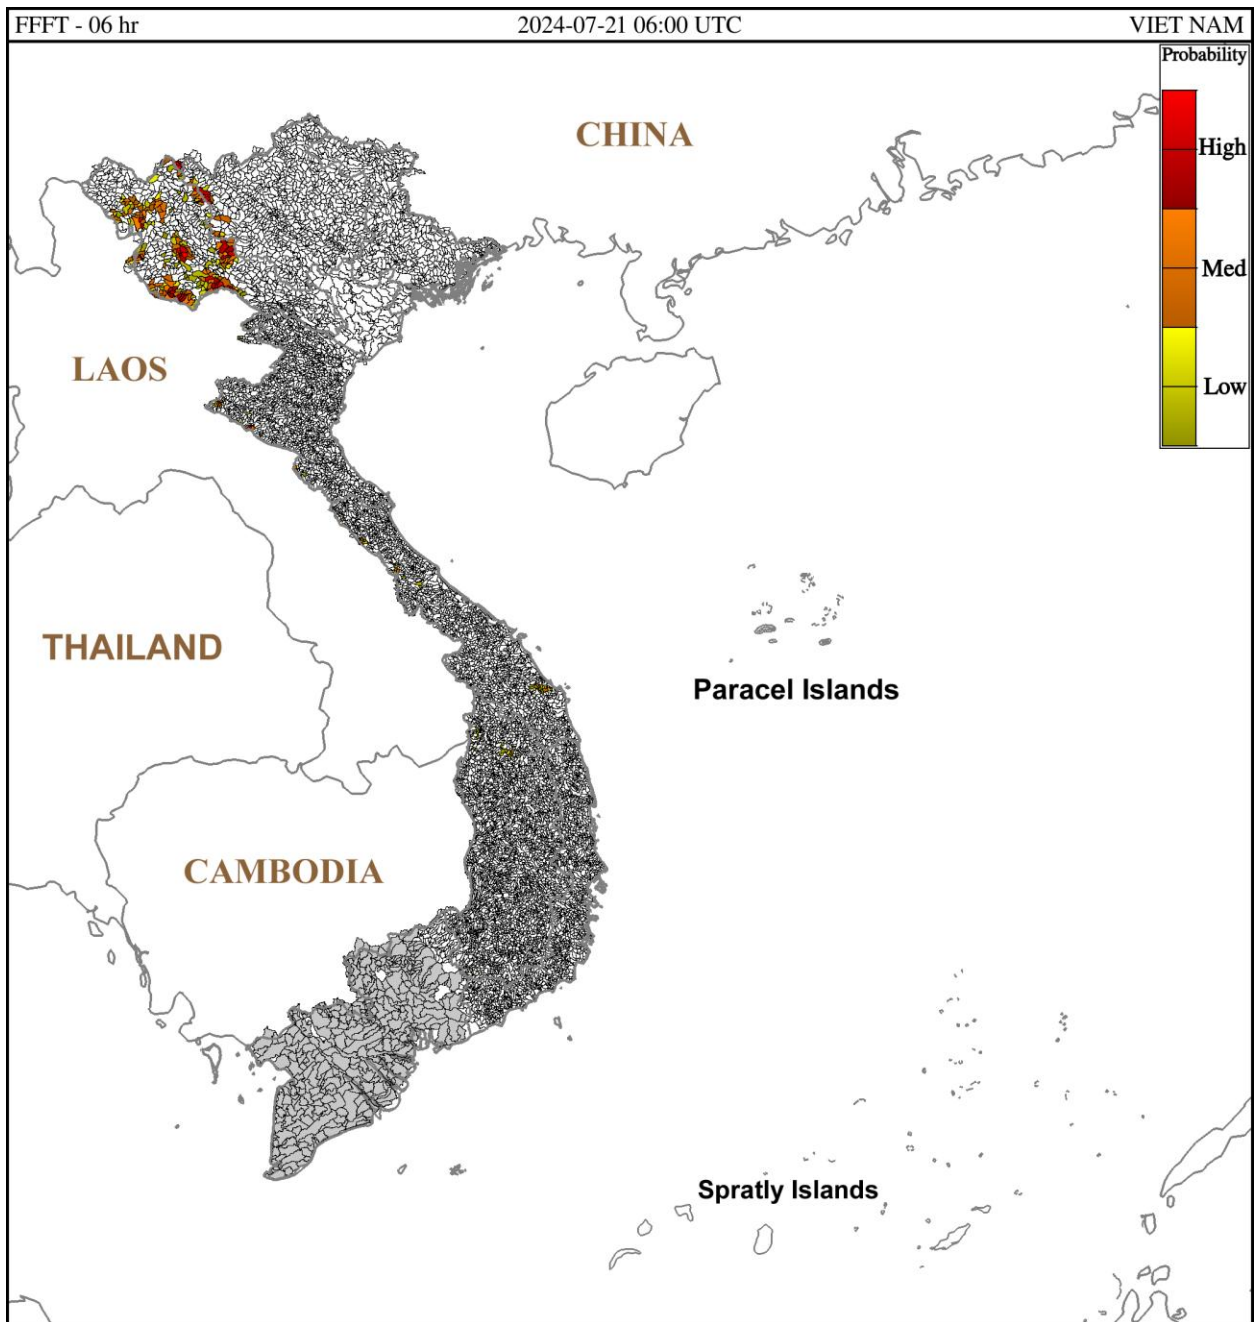 FFFT - 06 hr
2024-07-21 06:00 UTC
VIET NAM
Probability
High
Med
Low
CHINA
LAOS
THAILAND
Paracel Islands
CAMBODIA
Spratly Islands